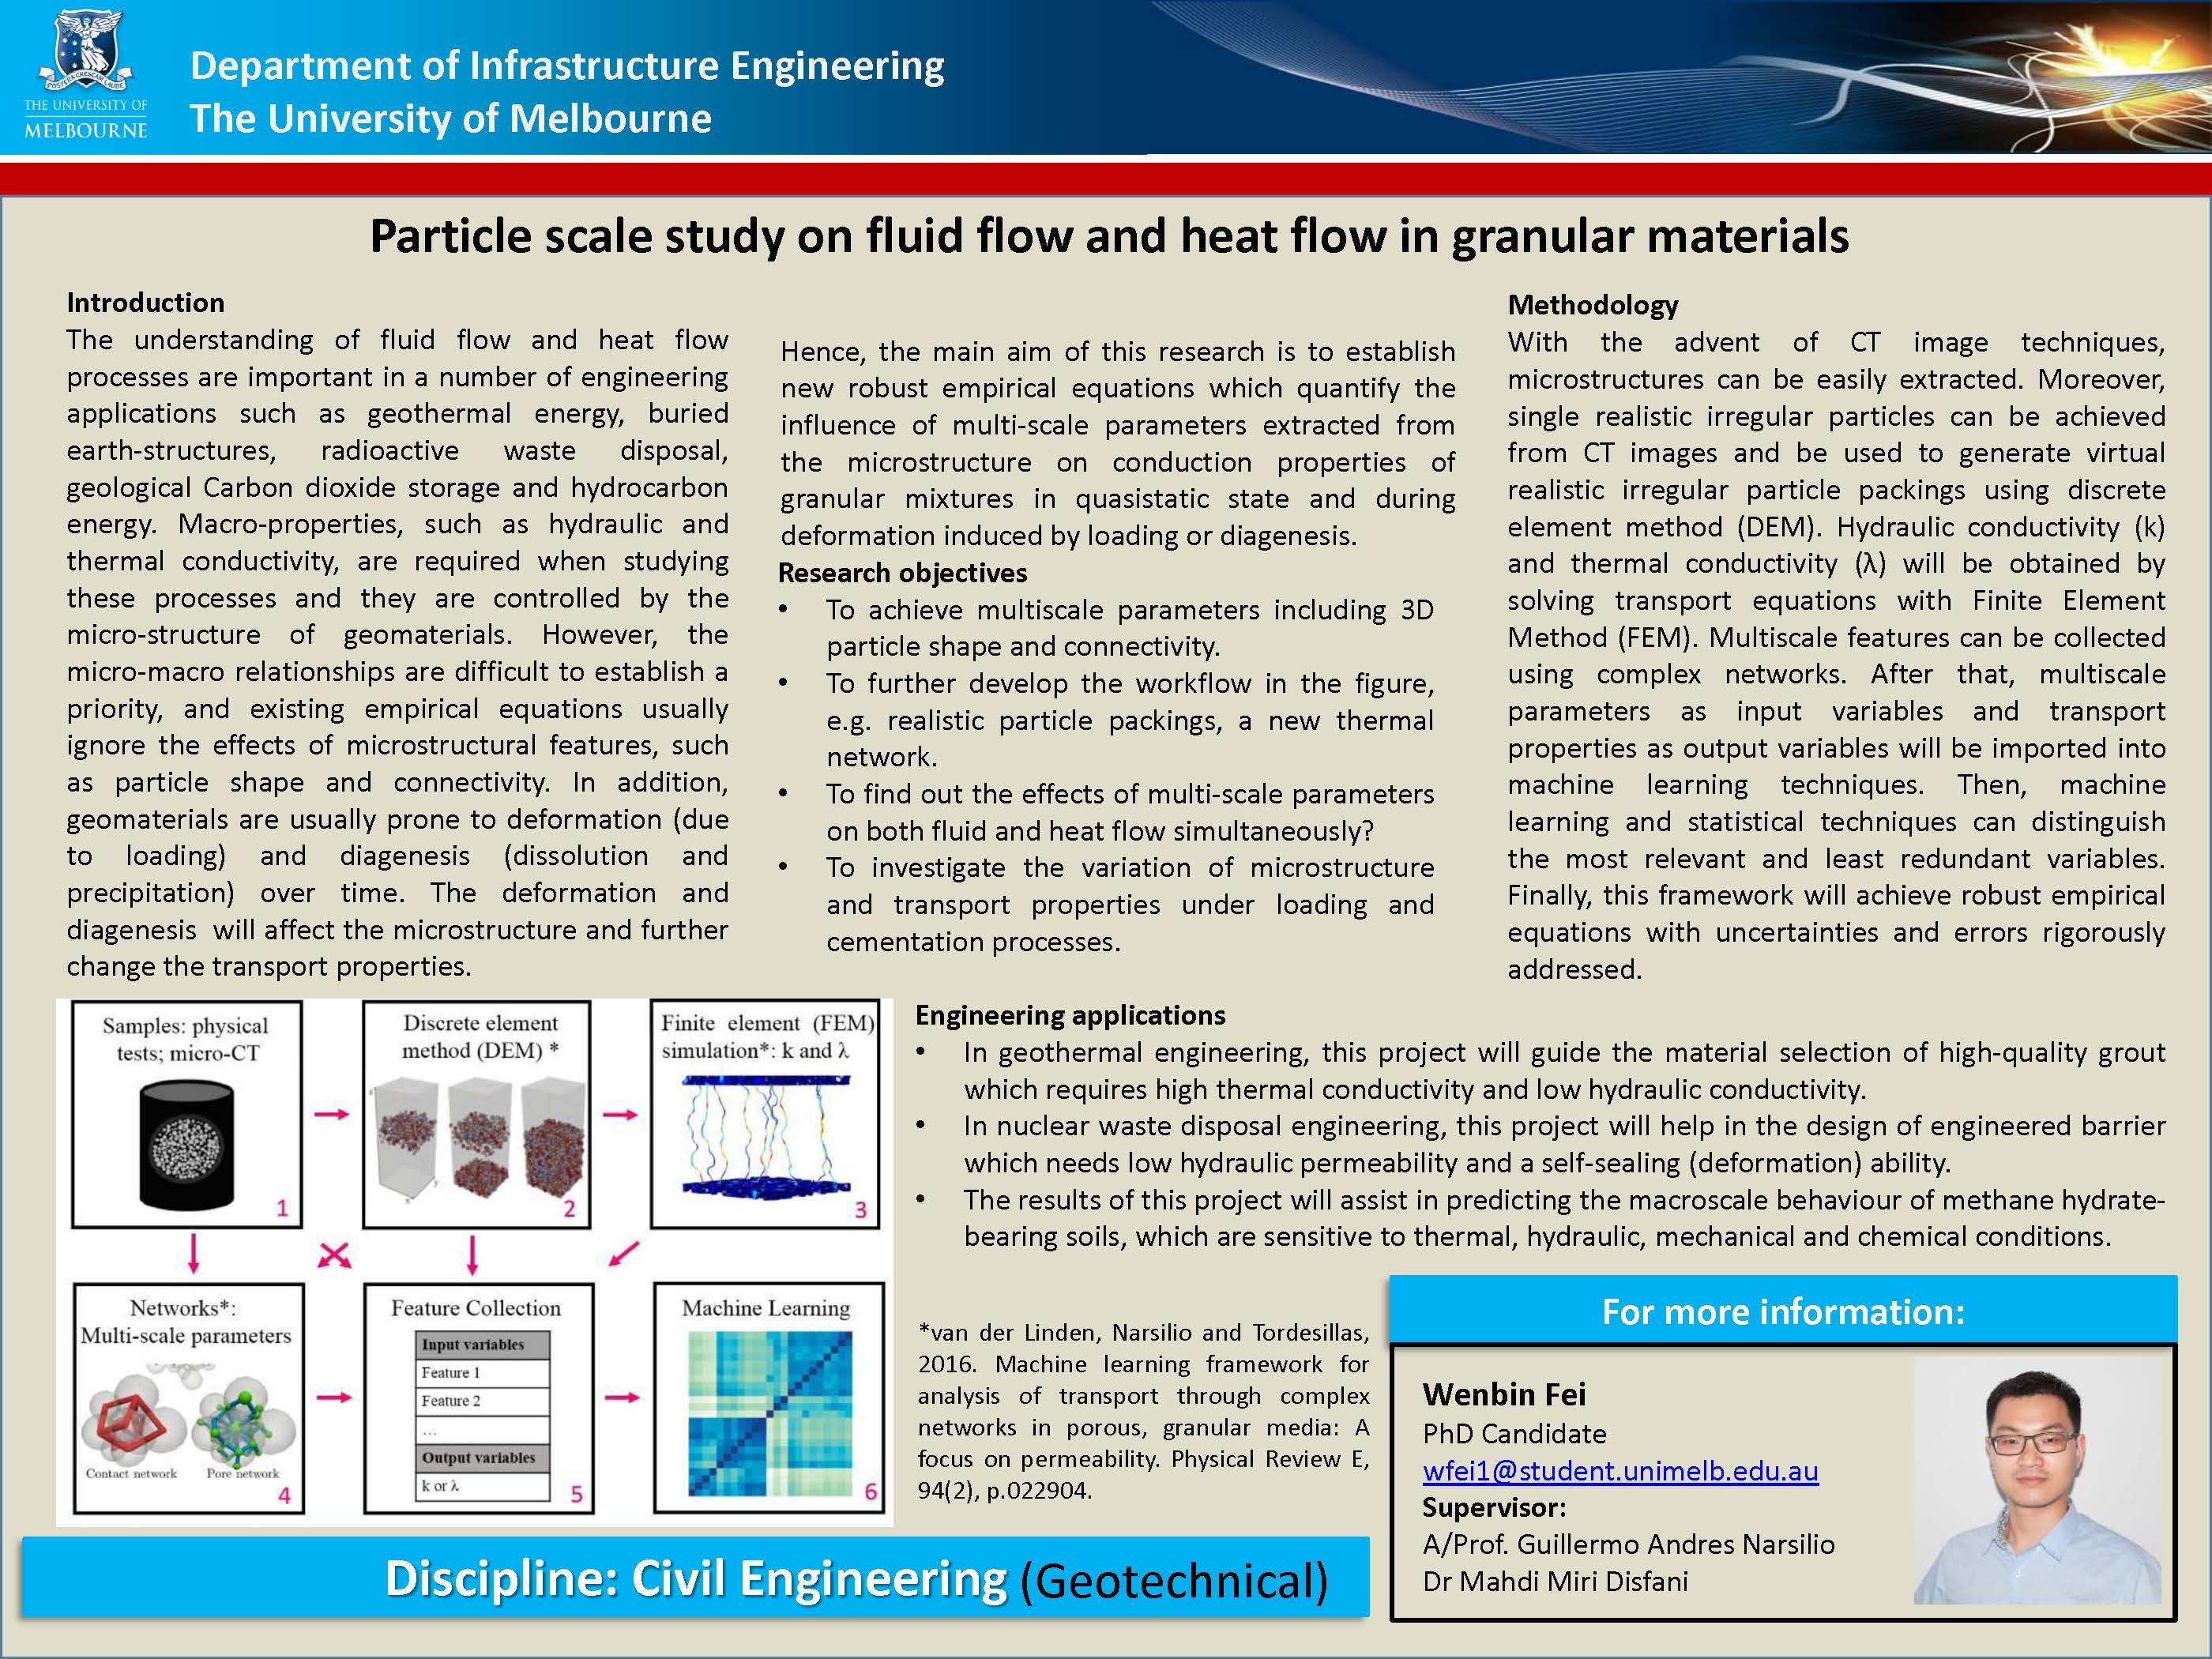 THE UNIVERSITY OF
MELBOURNE
Department of Infrastructure Engineering
The University of Melbourne
Particle scale study on fluid flow and heat flow in granular materials
Introduction
The understanding of fluid flow and heat flow
processes are important in a number of engineering
applications such as geothermal energy, buried
earth-structures, radioactive waste disposal,
geological Carbon dioxide storage and hydrocarbon
energy. Macro-properties, such as hydraulic and
thermal conductivity, are required when studying
these processes and they are controlled by the
micro-structure of geomaterials. However, the
micro-macro relationships are difficult to establish a
priority, and existing empirical equations usually
ignore the effects of microstructural features, such
as particle shape and connectivity. In addition,
geomaterials are usually prone to deformation (due
to loading) and diagenesis (dissolution and
precipitation) over time. The deformation and
diagenesis will affect the microstructure and further
change the transport properties.
Hence, the main aim of this research is to establish
new robust empirical equations which quantify the
influence of multi-scale parameters extracted from
the microstructure on conduction properties of
granular mixtures in quasistatic state and during
deformation induced by loading or diagenesis.
Research objectives
• To achieve multiscale parameters including 3D
particle shape and connectivity.
• To further develop the workflow in the figure,
e.g. realistic particle packings, a new thermal
network.
• To find out the effects of multi-scale parameters
on both fluid and heat flow simultaneously?
• To investigate the variation of microstructure
and transport properties under loading and
cementation processes.
Methodology
With the advent of CT image techniques,
microstructures can be easily extracted. Moreover,
single realistic irregular particles can be achieved
from CT images and be used to generate virtual
realistic irregular particle packings using discrete
element method (DEM). Hydraulic conductivity (k)
and thermal conductivity (λ) will be obtained by
solving transport equations with Finite Element
Method (FEM). Multiscale features can be collected
using complex networks. After that, multiscale
parameters as input variables and transport
properties as output variables will be imported into
machine learning techniques. Then, machine
learning and statistical techniques can distinguish
the most relevant and least redundant variables.
Finally, this framework will achieve robust empirical
equations with uncertainties and errors rigorously
addressed.
Samples: physical
tests; micro-CT
1
Discrete element
method (DEM) *
2
Finite element (FEM)
simulation*: k and λ
3
Networks*:
Multi-scale parameters
Contact network Pore network
4
Feature Collection
Input variables
Feature 1
Feature 2
...
Output variables
k or λ
5
Machine Learning
6
Engineering applications
• In geothermal engineering, this project will guide the material selection of high-quality grout
which requires high thermal conductivity and low hydraulic conductivity.
• In nuclear waste disposal engineering, this project will help in the design of engineered barrier
which needs low hydraulic permeability and a self-sealing (deformation) ability.
• The results of this project will assist in predicting the macroscale behaviour of methane hydrate-
bearing soils, which are sensitive to thermal, hydraulic, mechanical and chemical conditions.
*van der Linden, Narsilio and Tordesillas,
2016. Machine learning framework for
analysis of transport through complex
networks in porous, granular media: A
focus on permeability. Physical Review E,
94(2), p.022904.
For more information:
Wenbin Fei
PhD Candidate
wfei1@student.unimelb.edu.au
Supervisor:
A/Prof. Guillermo Andres Narsilio
Dr Mahdi Miri Disfani
Discipline: Civil Engineering (Geotechnical)